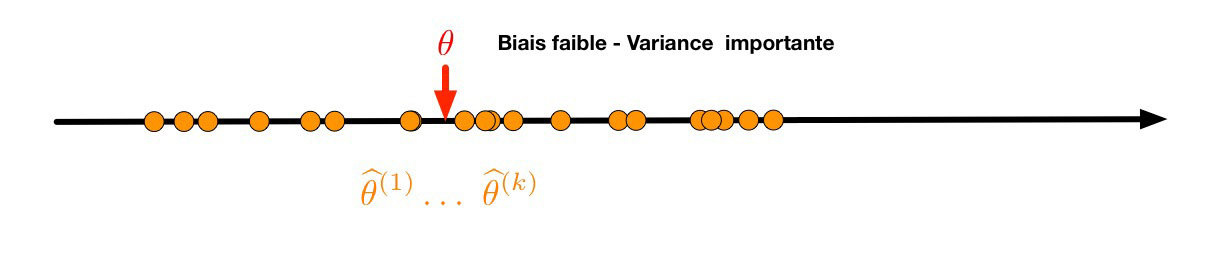 θ Biais faible - Variance importante
θ̂⁽¹⁾ . . . θ̂⁽ᵏ⁾